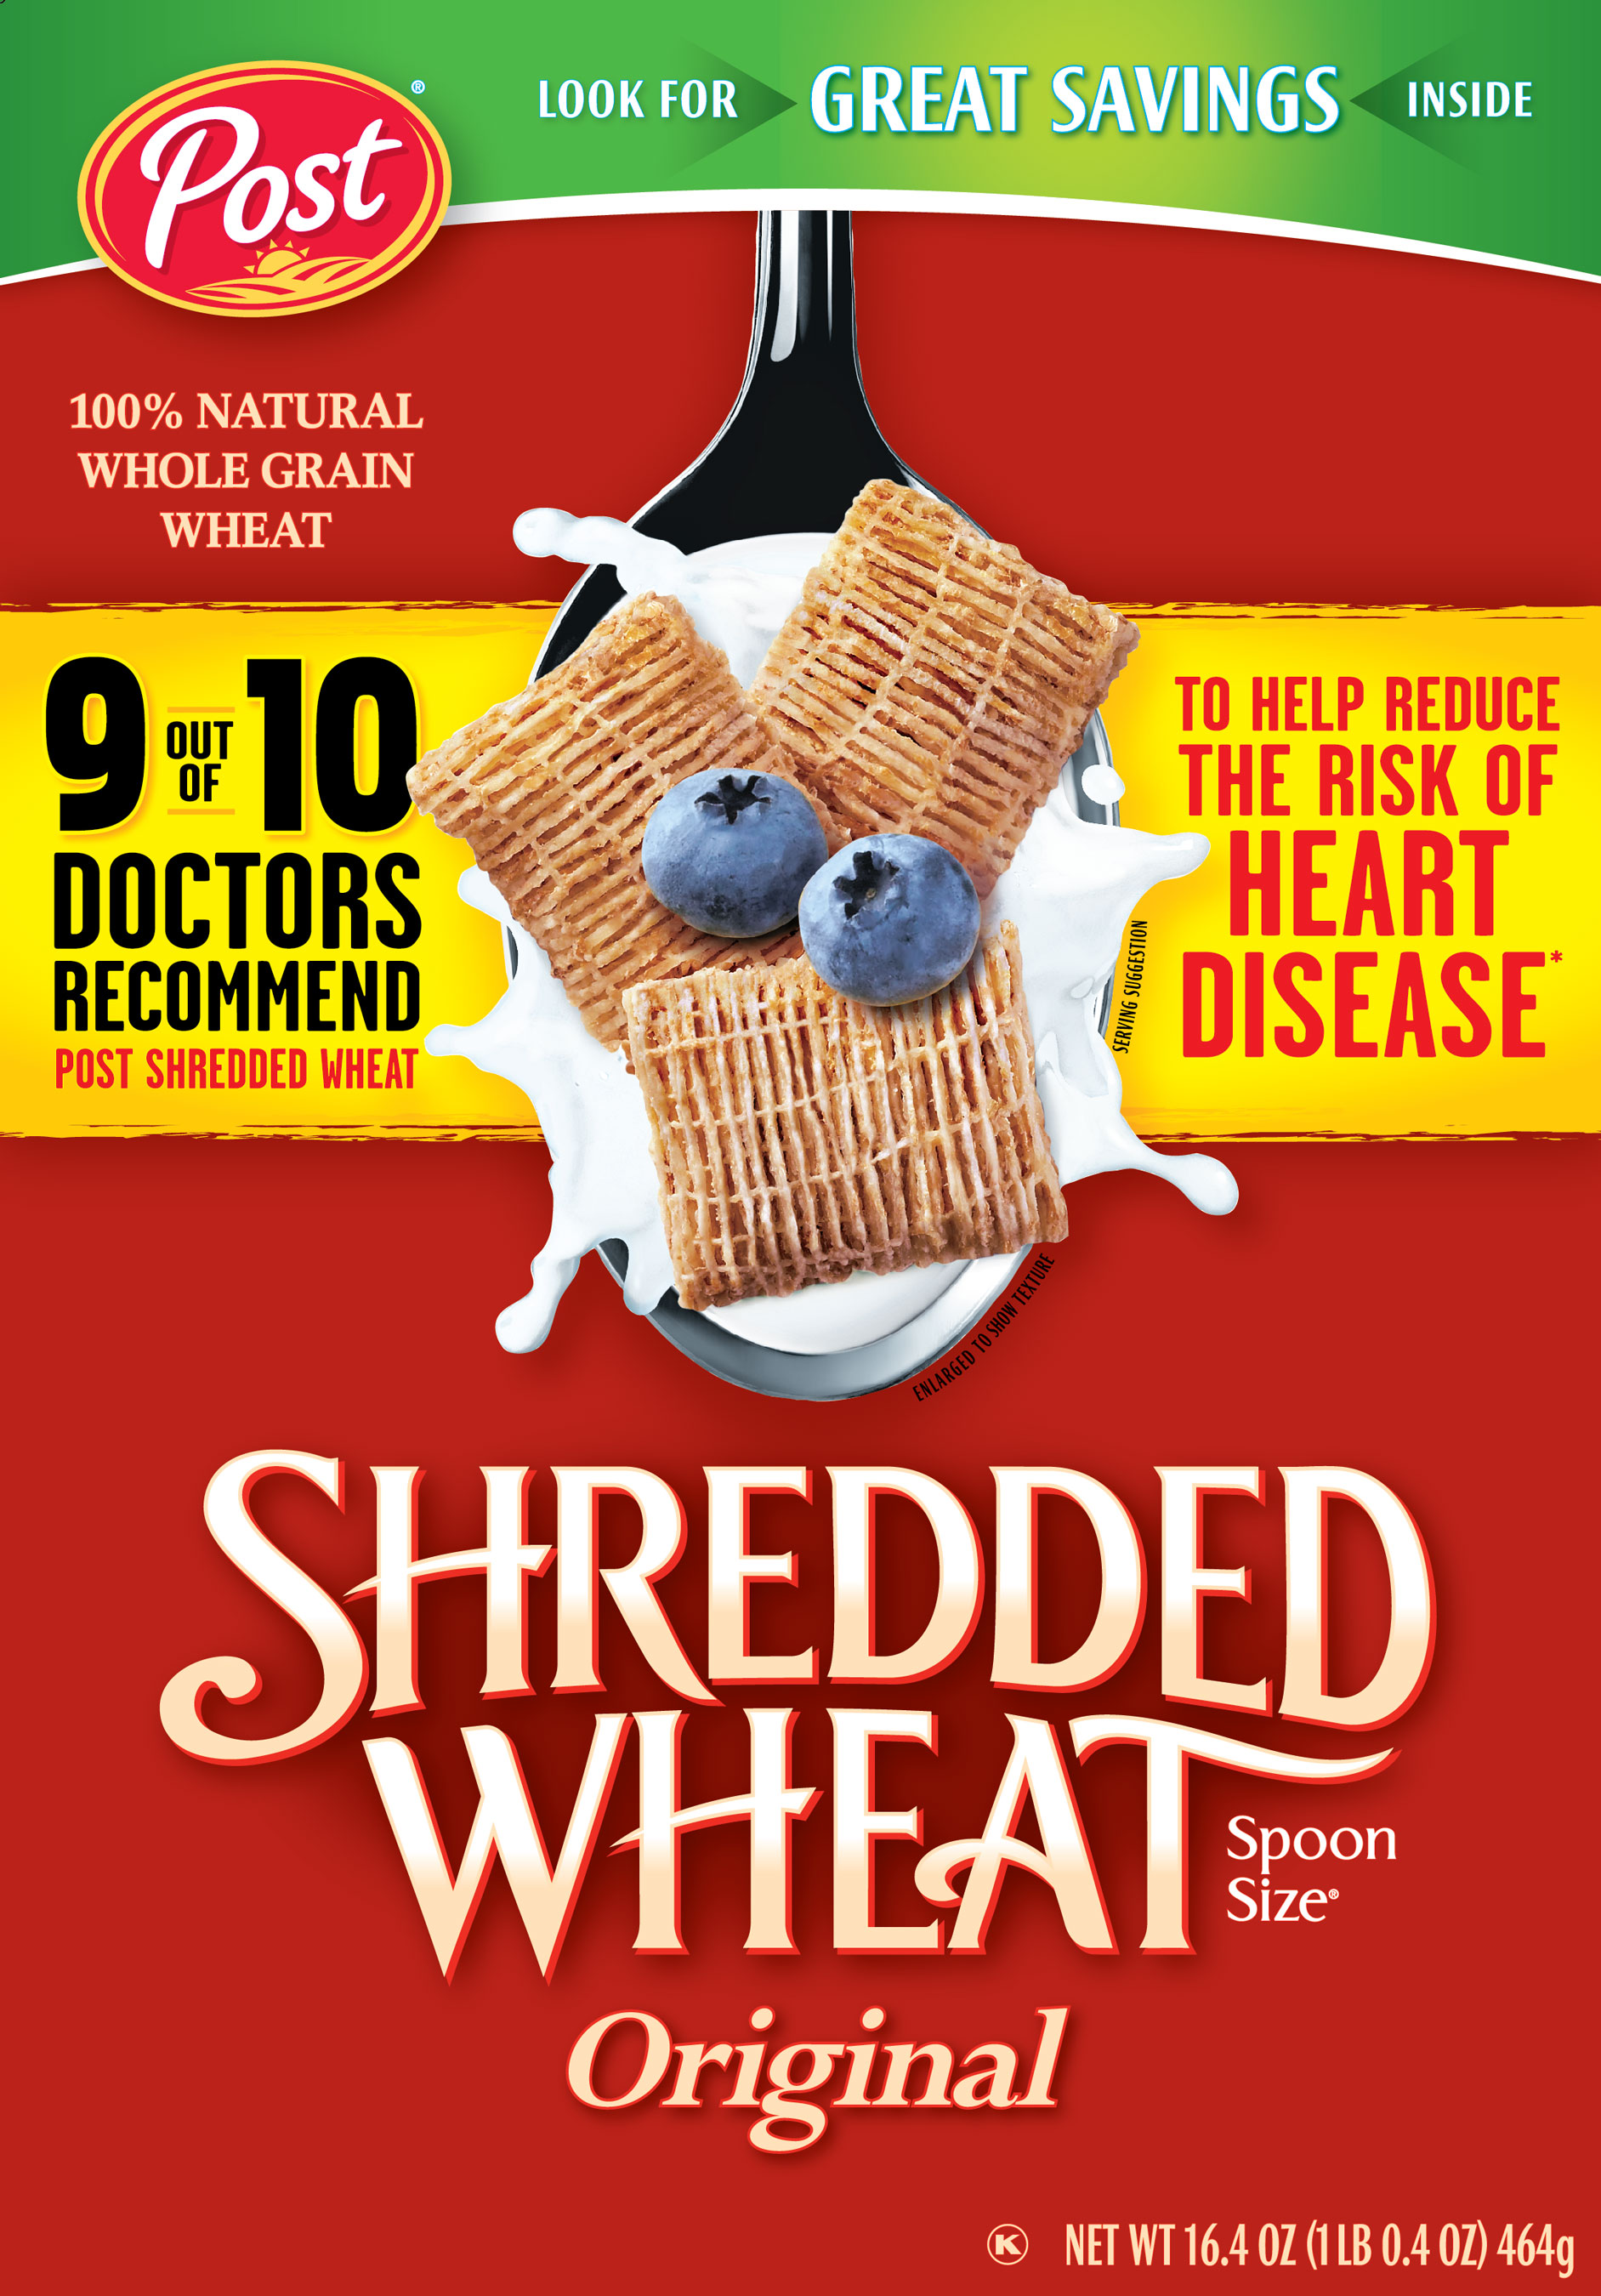 Post®
LOOK FOR GREAT SAVINGS INSIDE
100% NATURAL
WHOLE GRAIN
WHEAT
9 OUT OF 10
DOCTORS
RECOMMEND
POST SHREDDED WHEAT
TO HELP REDUCE
THE RISK OF
HEART
DISEASE*
SERVING SUGGESTION
ENLARGED TO SHOW TEXTURE
SHREDDED
WHEAT
Spoon
Size®
Original
K NET WT 16.4 OZ (1 LB 0.4 OZ) 464g